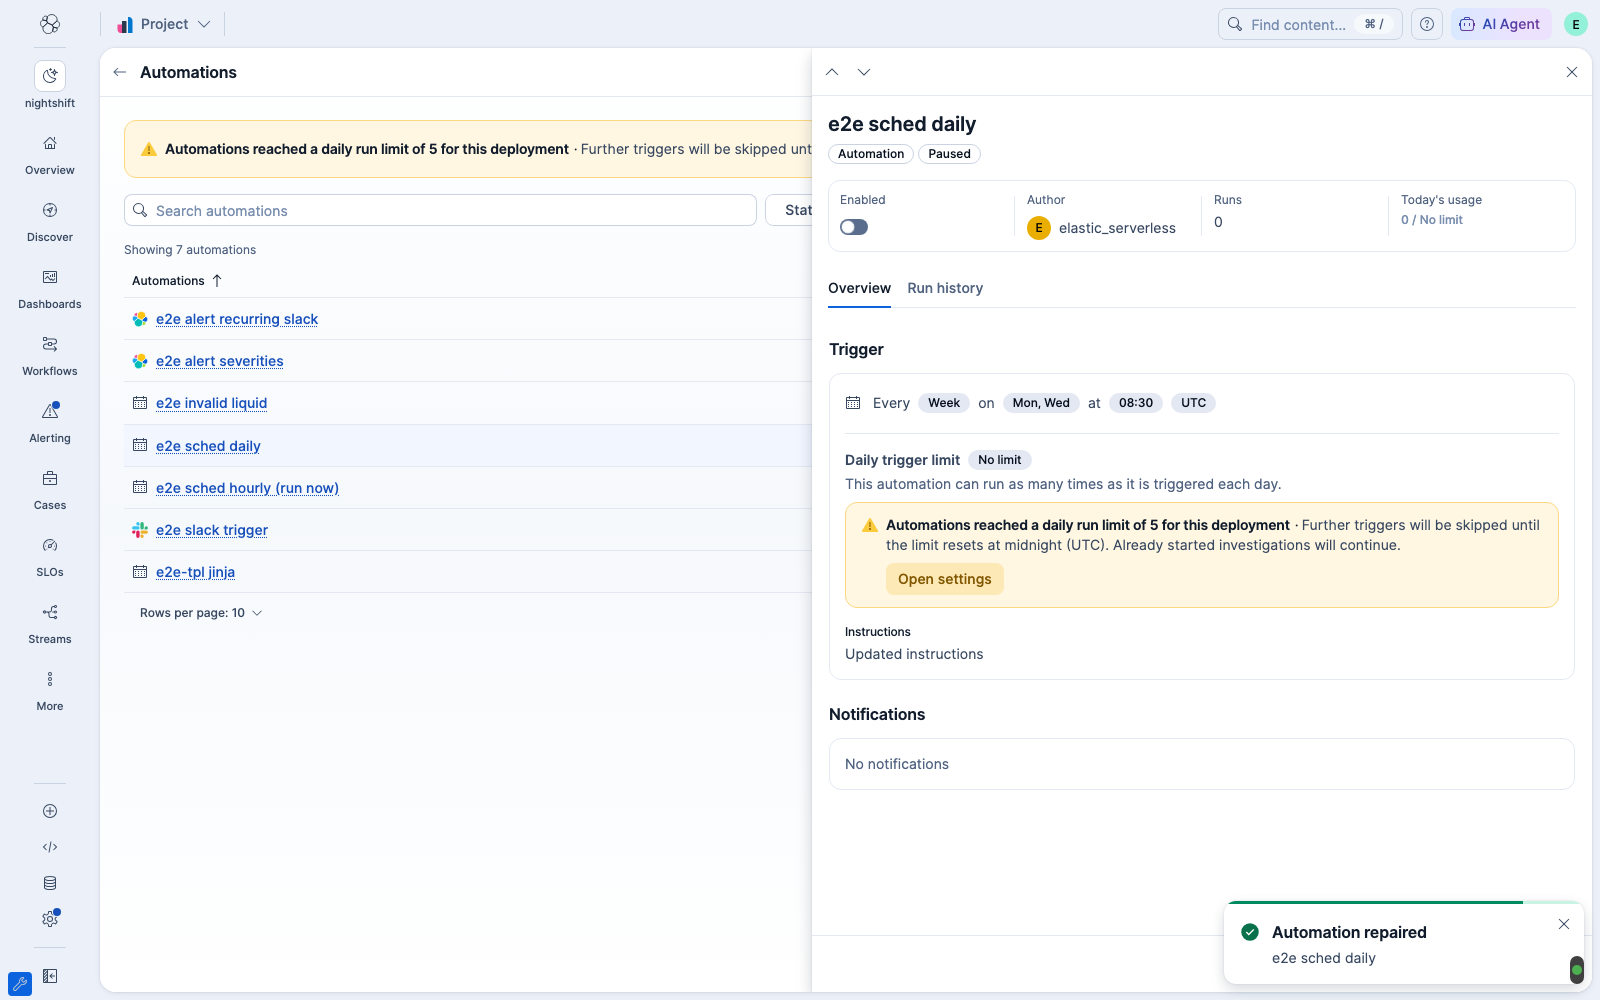 Project
Find content...
⌘ /
AI Agent
E
nightshift
Overview
Discover
Dashboards
Workflows
Alerting
Cases
SLOs
Streams
More
Automations
Automations reached a daily run limit of 5 for this deployment · Further triggers will be skipped unt
Search automations
Stat
Showing 7 automations
Automations
e2e alert recurring slack
e2e alert severities
e2e invalid liquid
e2e sched daily
e2e sched hourly (run now)
e2e slack trigger
e2e-tpl jinja
Rows per page: 10
e2e sched daily
Automation
Paused
Enabled
Author
E elastic_serverless
Runs
0
Today's usage
0 / No limit
Overview
Run history
Trigger
Every Week on Mon, Wed at 08:30 UTC
Daily trigger limit No limit
This automation can run as many times as it is triggered each day.
Automations reached a daily run limit of 5 for this deployment · Further triggers will be skipped until
the limit resets at midnight (UTC). Already started investigations will continue.
Open settings
Instructions
Updated instructions
Notifications
No notifications
Automation repaired
e2e sched daily